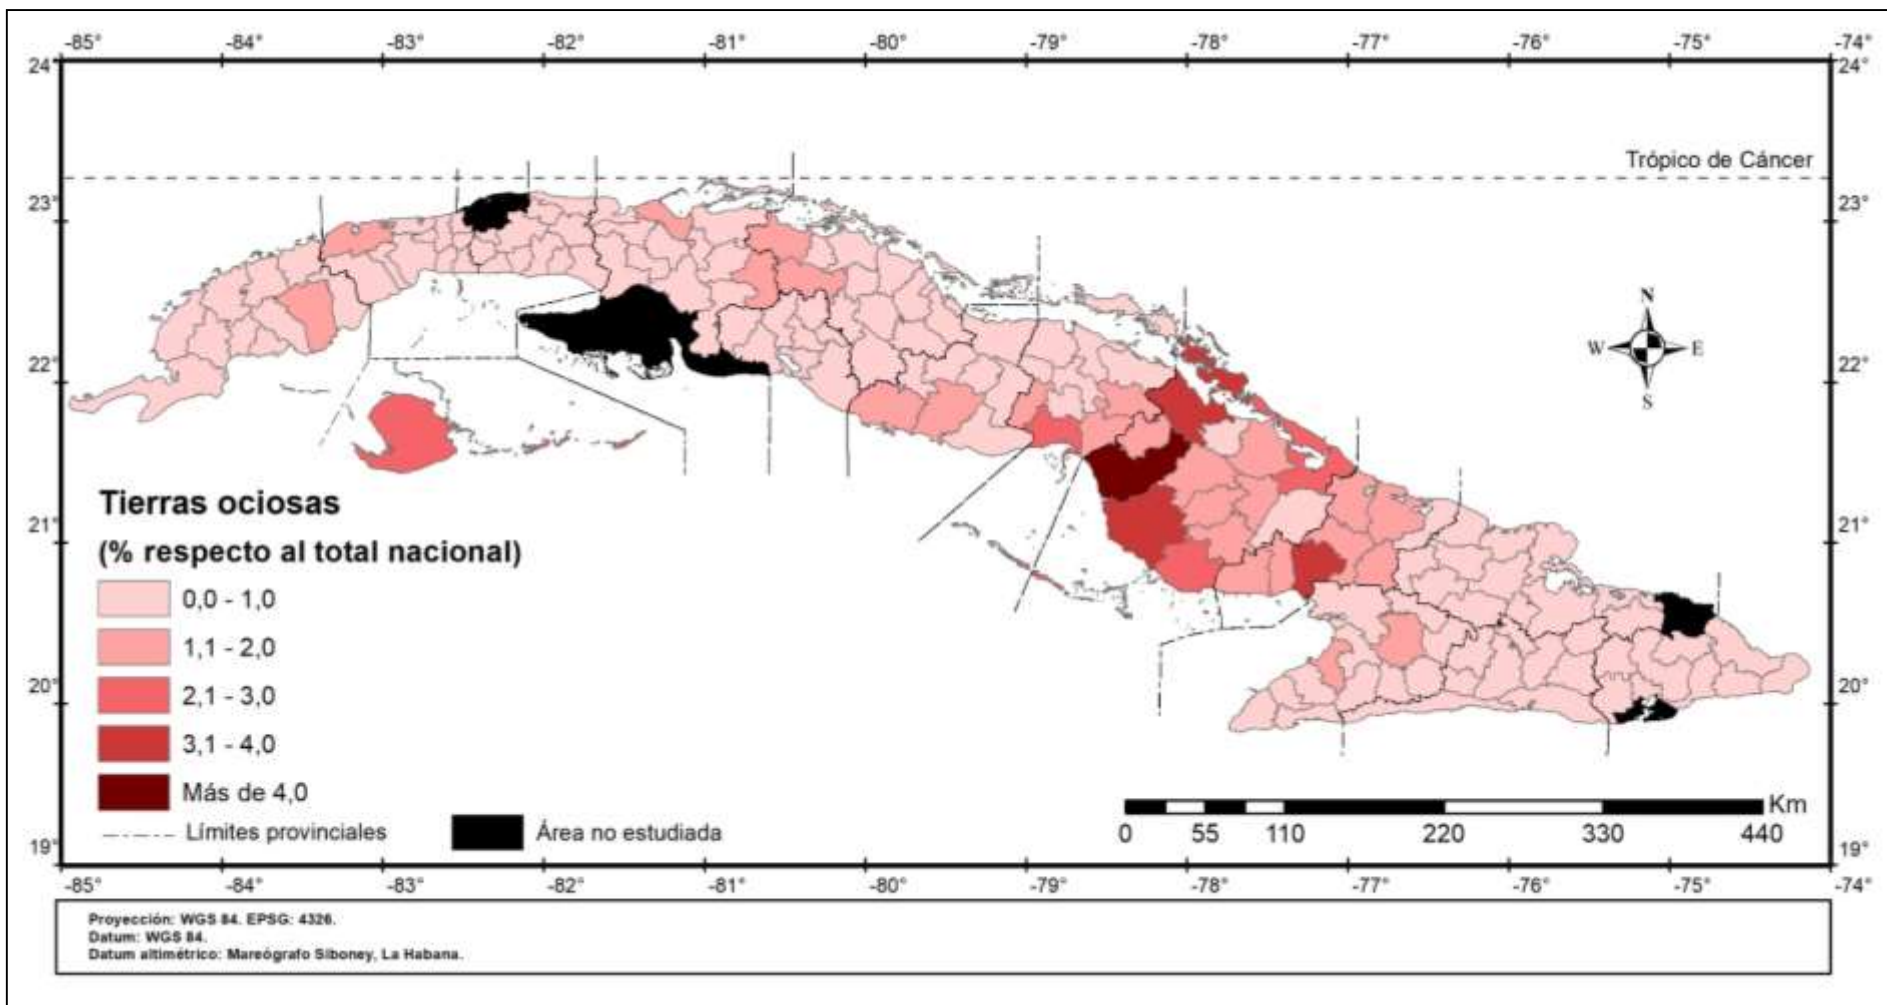 -85° -84° -83° -82° -81° -80° -79° -78° -77° -76° -75° -74°
24° 24°
Trópico de Cáncer
23° 23°
N
W E
S
22° 22°
Tierras ociosas
(% respecto al total nacional)
21° 21°
0,0 - 1,0
1,1 - 2,0
2,1 - 3,0
20° 20°
3,1 - 4,0
Más de 4,0
Límites provinciales
Área no estudiada
Km
0 55 110 220 330 440
19° 19°
-85° -84° -83° -82° -81° -80° -79° -78° -77° -76° -75° -74°
Proyección: WGS 84. EPSG: 4326.
Datum: WGS 84.
Datum altimétrico: Mareógrafo Siboney, La Habana.